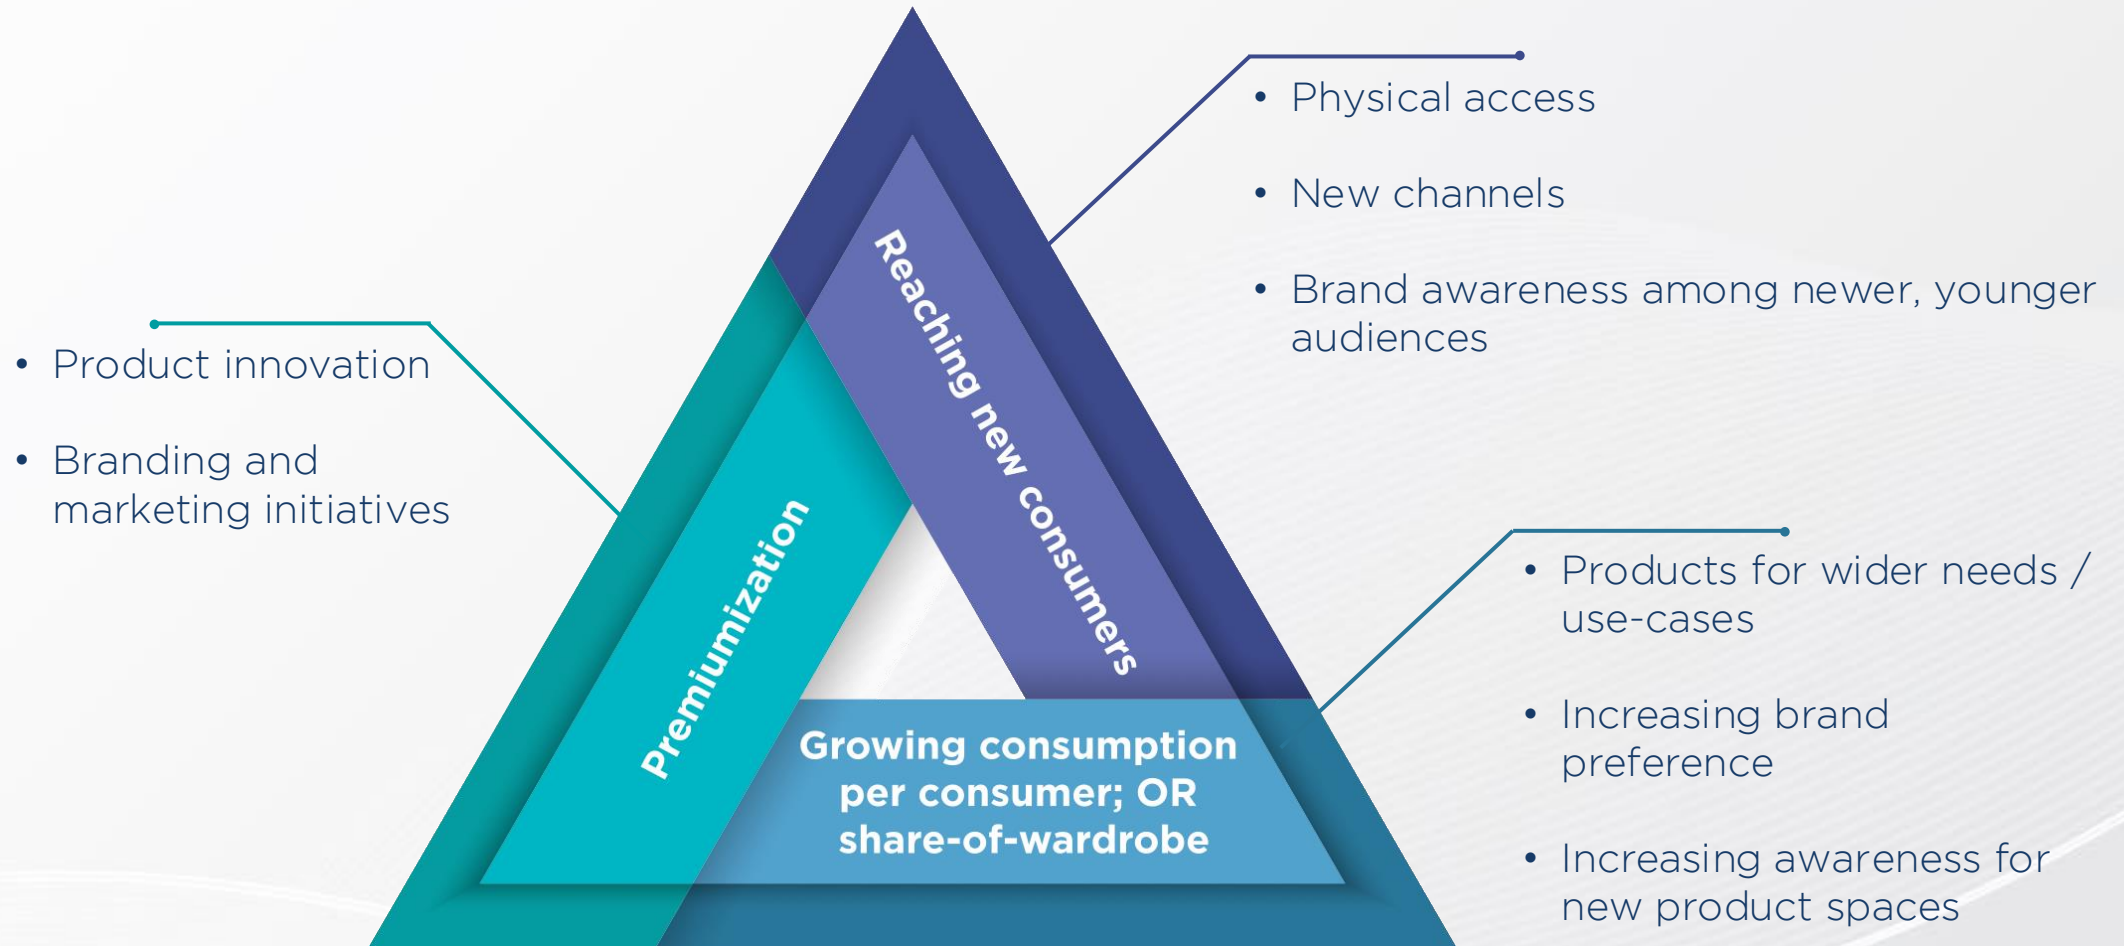 • Physical access
• New channels
• Brand awareness among newer, younger
audiences
• Product innovation
• Branding and
marketing initiatives
Reaching new consumers
Premiumization
Growing consumption
per consumer; OR
share-of-wardrobe
• Products for wider needs /
use-cases
• Increasing brand
preference
• Increasing awareness for
new product spaces